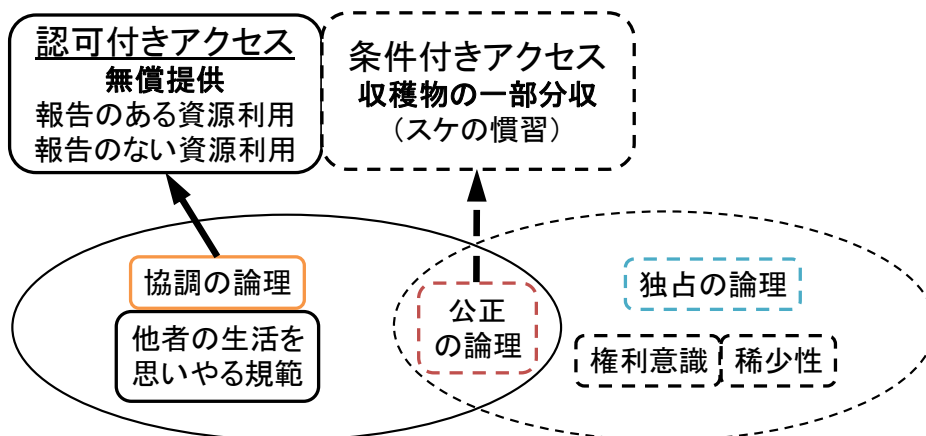 認可付きアクセス
無償提供
報告のある資源利用
報告のない資源利用
条件付きアクセス
収穫物の一部分収
（スケの慣習）
協調の論理
他者の生活を
思いやる規範
公正
の論理
独占の論理
権利意識
稀少性